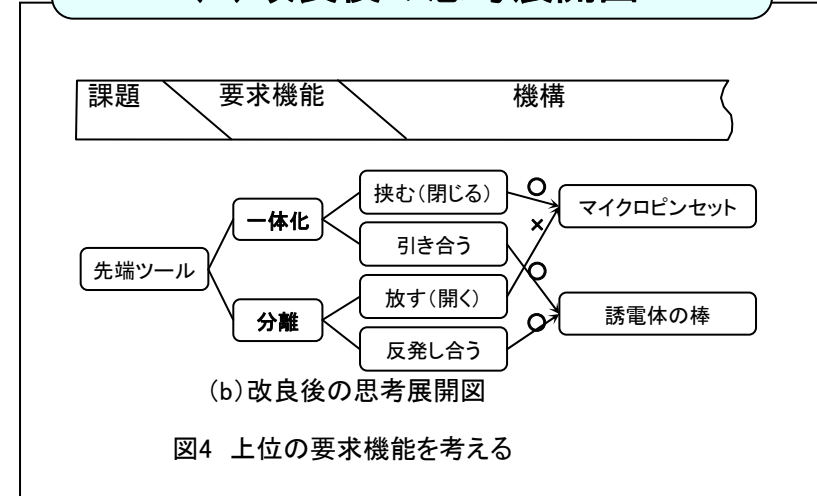 課題
要求機能
機構
挟む（閉じる）
○
マイクロピンセット
一体化
×
引き合う
先端ツール
○
放す（開く）
分離
○
誘電体の棒
反発し合う
(b)改良後の思考展開図
図4 上位の要求機能を考える